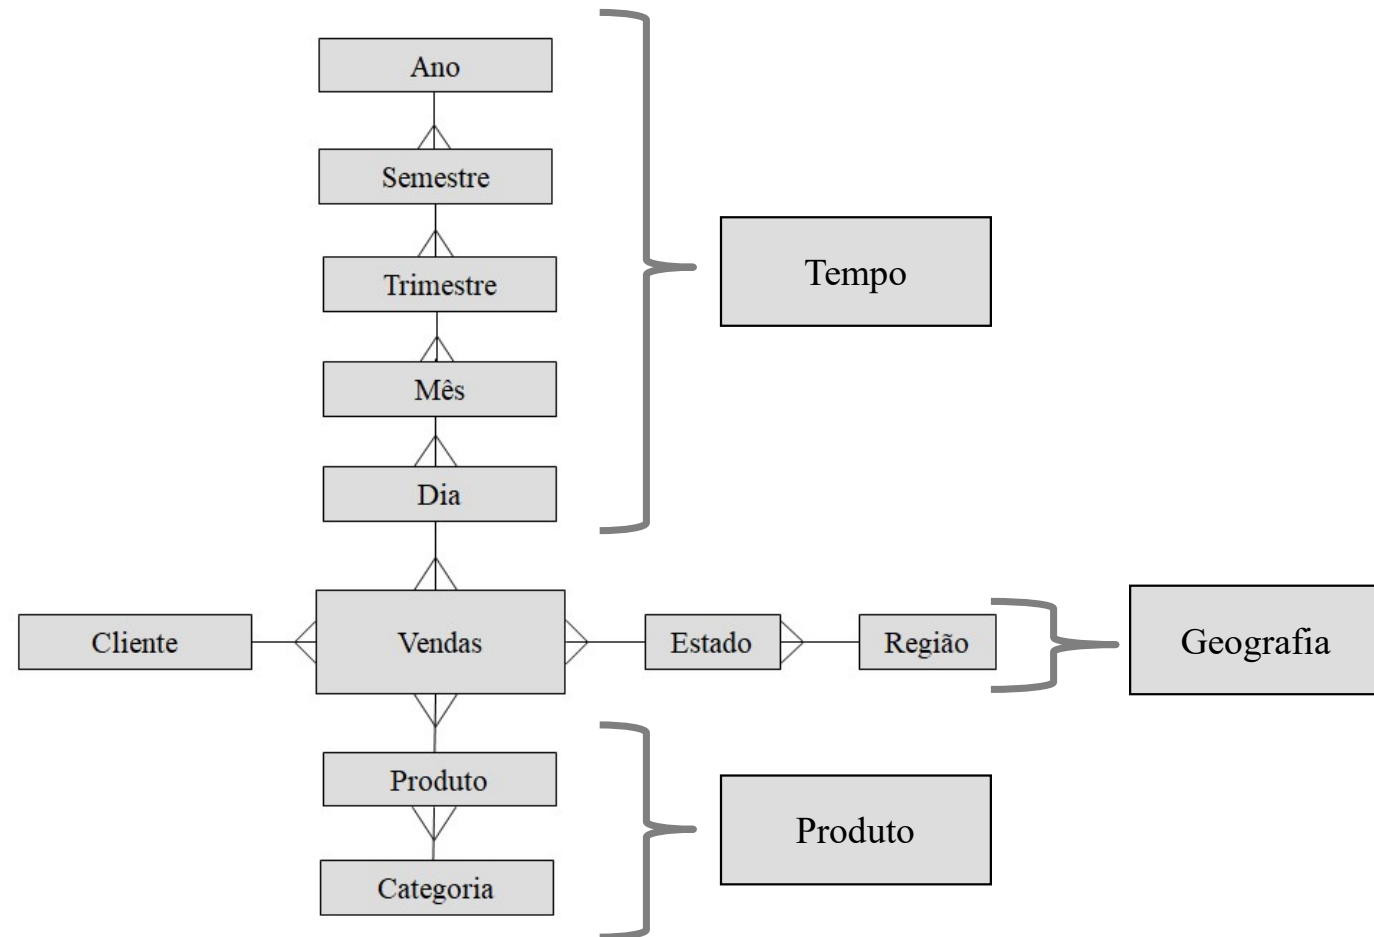 Ano
Semestre
Trimestre
Mês
Dia
Tempo
Cliente
Vendas
Estado
Região
Geografia
Produto
Categoria
Produto